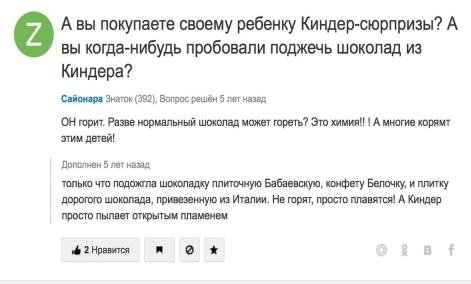 Z
А вы покупаете своему ребенку Киндер-сюрпризы? А
вы когда-нибудь пробовали поджечь шоколад из
Киндера?
Сайонара Знаток (392), Вопрос решён 5 лет назад
ОН горит. Разве нормальный шоколад может гореть? Это химия!! ! А многие корямт
этим детей!
Дополнен 5 лет назад
только что подожгла шоколадку плиточную Бабаевскую, конфету Белочку, и плитку
дорогого шоколада, привезенную из Италии. Не горят, просто плавятся! А Киндер
просто пылает открытым пламенем
2 Нравится